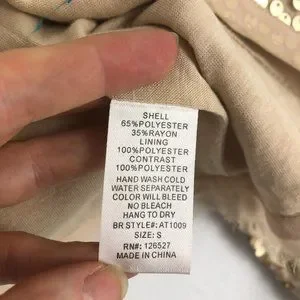 SHELL
65%POLYESTER
35%RAYON
LINING
100%POLYESTER
CONTRAST
100%POLYESTER
HAND WASH COLD
WATER SEPARATELY
COLOR WILL BLEED
NO BLEACH
HANG TO DRY
BR STYLE#: AT1009
SIZE: S
RN#: 126527
MADE IN CHINA